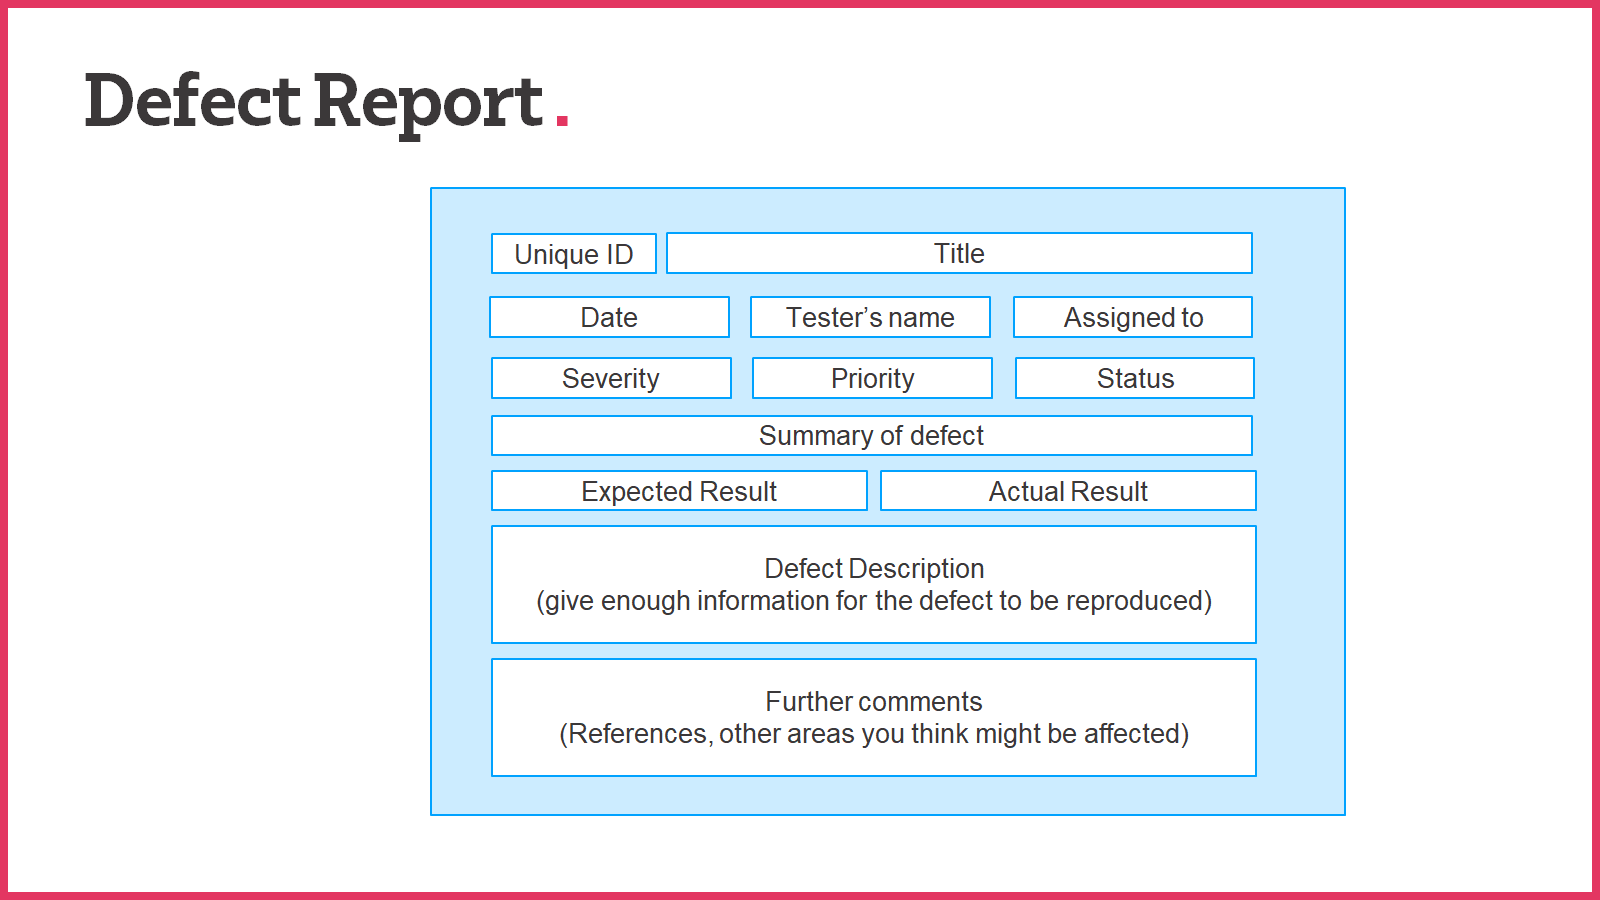 Defect Report .
Unique ID
Title
Date
Tester’s name
Assigned to
Severity
Priority
Status
Summary of defect
Expected Result
Actual Result
Defect Description
(give enough information for the defect to be reproduced)
Further comments
(References, other areas you think might be affected)